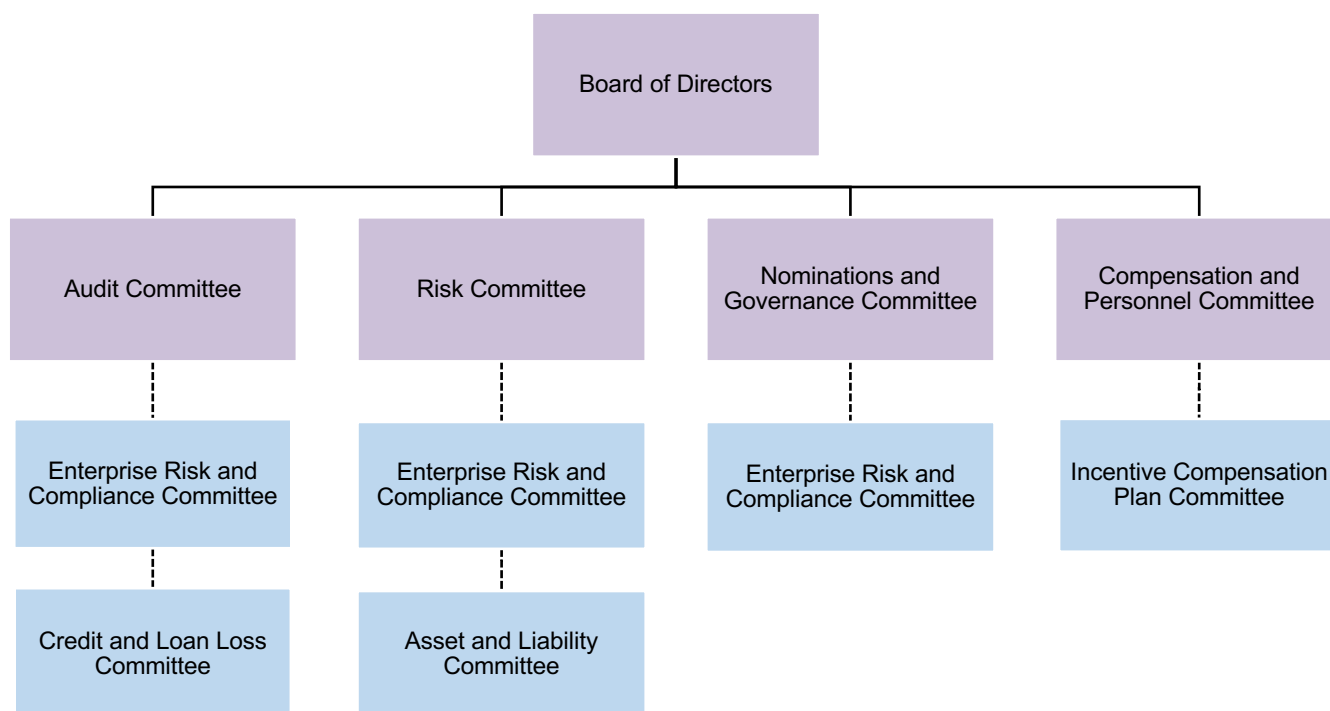 Board of Directors
Audit Committee
Risk Committee
Nominations and
Governance Committee
Compensation and
Personnel Committee
Enterprise Risk and
Compliance Committee
Enterprise Risk and
Compliance Committee
Enterprise Risk and
Compliance Committee
Incentive Compensation
Plan Committee
Credit and Loan Loss
Committee
Asset and Liability
Committee